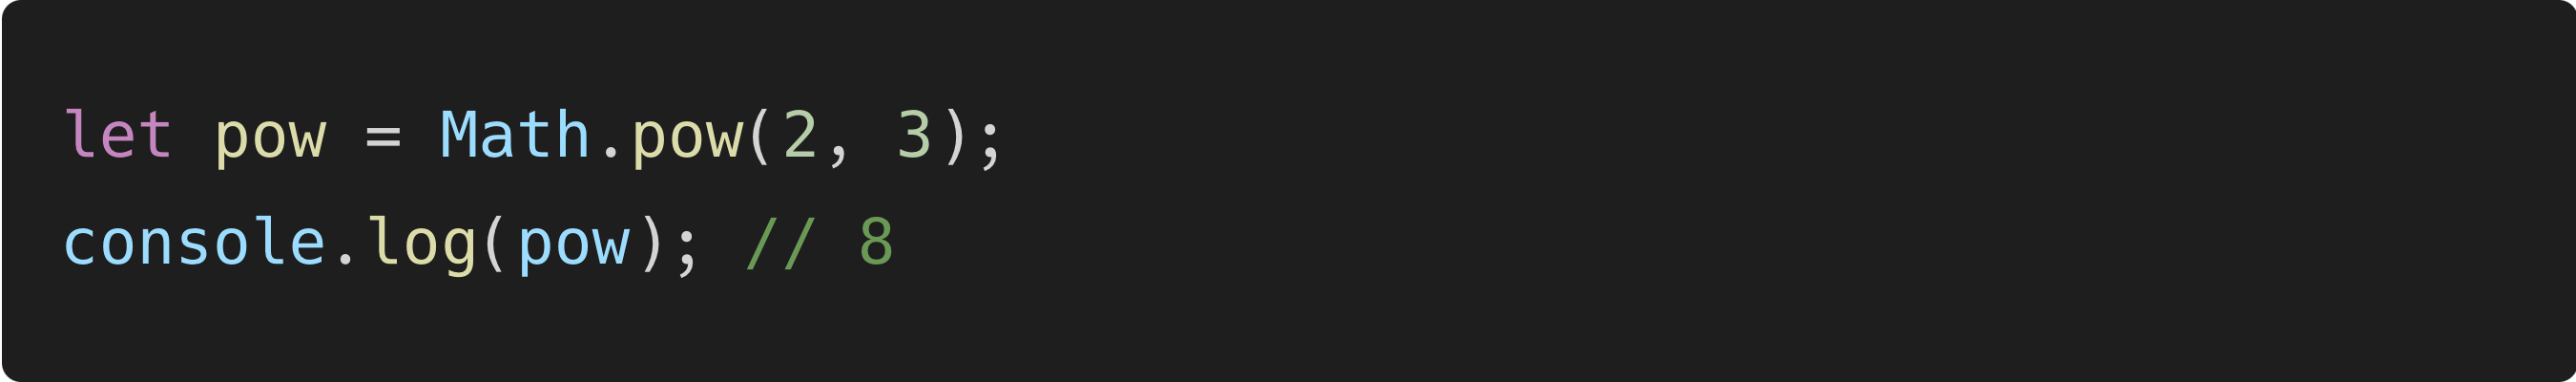 let pow = Math.pow(2, 3);
console.log(pow); // 8